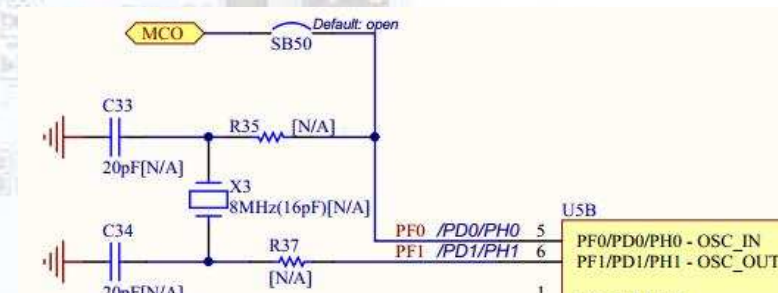 MCO
Default: open
SB50
C33
R35 [N/A]
20pF[N/A]
X3
8MHz(16pF)[N/A]
U5B
PF0 /PD0/PH0 5 PF0/PD0/PH0 - OSC_IN
C34
R37
PF1 /PD1/PH1 6 PF1/PD1/PH1 - OSC_OUT
[N/A]
20pF[N/A]
1